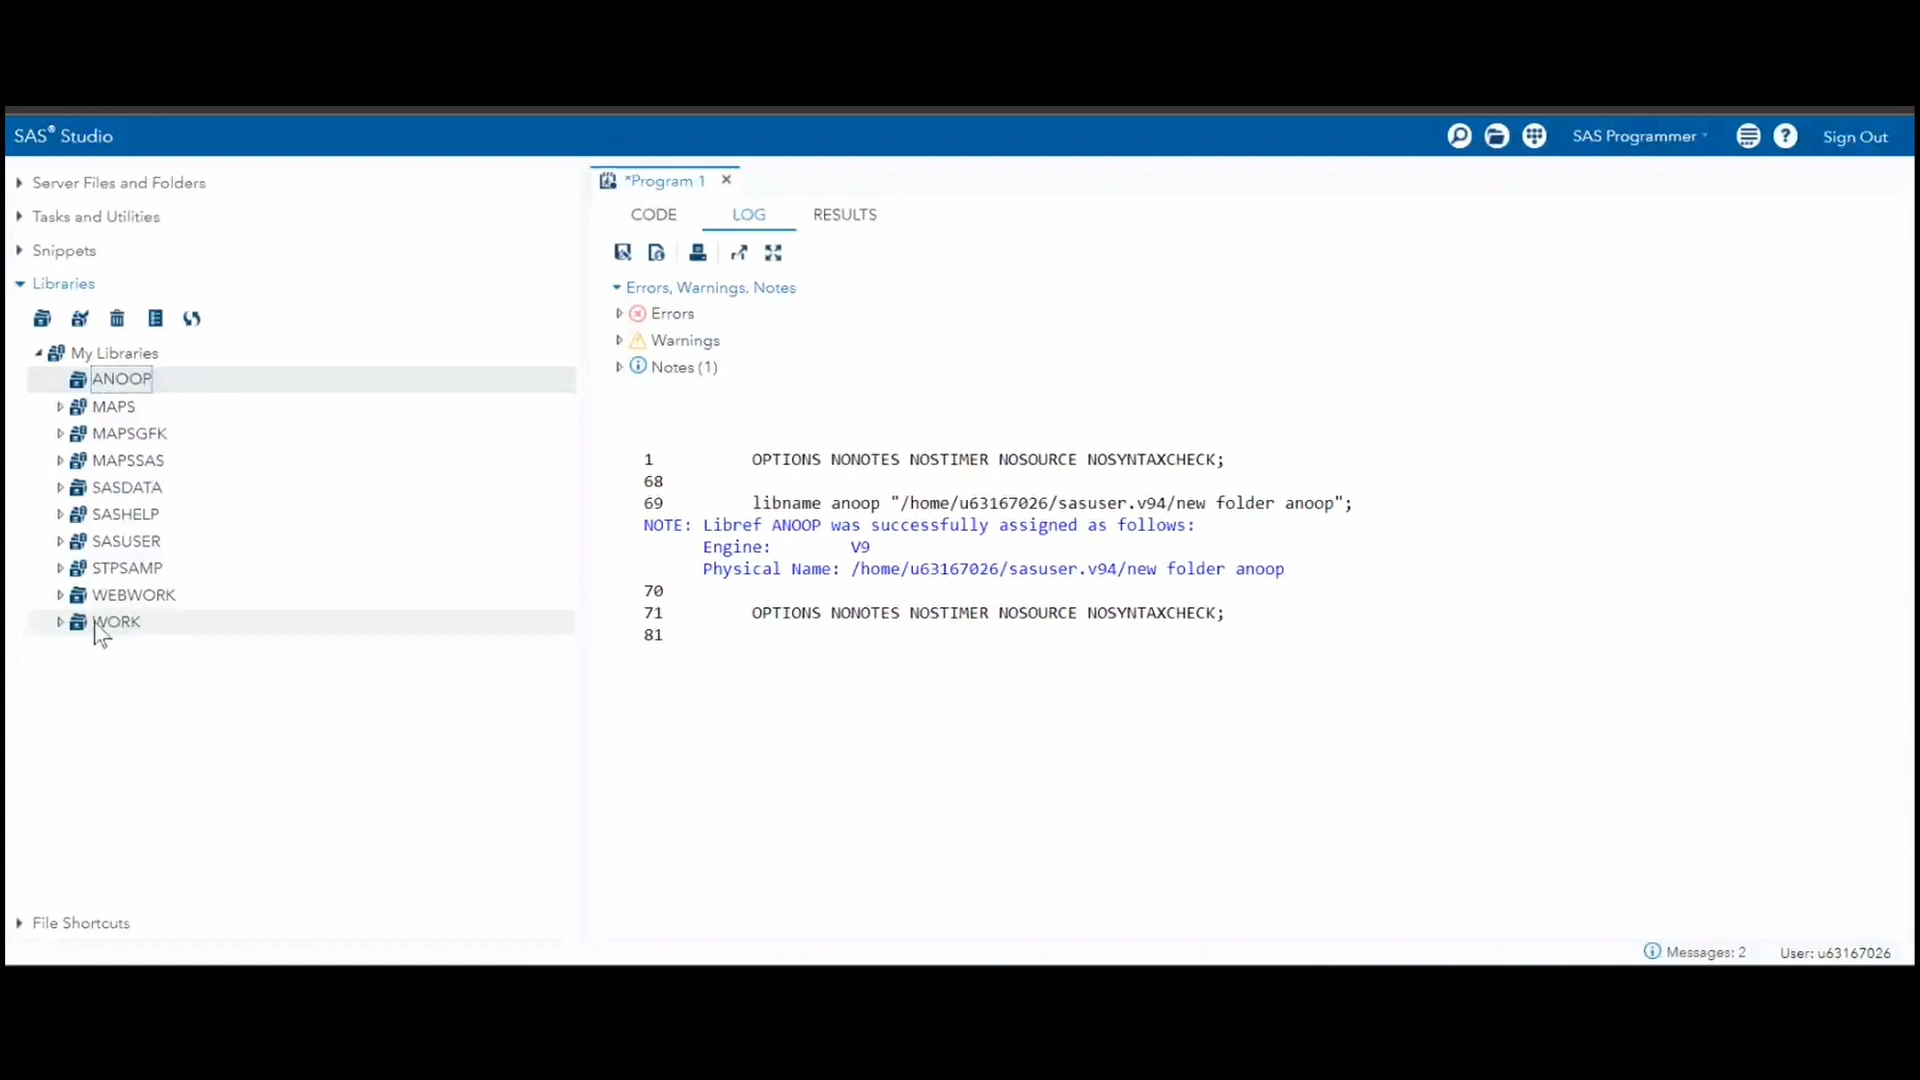 SAS® Studio
SAS Programmer
Sign Out
Server Files and Folders
Tasks and Utilities
Snippets
Libraries
My Libraries
ANOOP
MAPS
MAPSGFK
MAPSSAS
SASDATA
SASHELP
SASUSER
STPSAMP
WEBWORK
WORK
File Shortcuts
*Program 1
CODE LOG RESULTS
Errors, Warnings, Notes
Errors
Warnings
Notes (1)
1 OPTIONS NONOTES NOSTIMER NOSOURCE NOSYNTAXCHECK;
68
69 libname anoop "/home/u63167026/sasuser.v94/new folder anoop";
NOTE: Libref ANOOP was successfully assigned as follows:
Engine: V9
Physical Name: /home/u63167026/sasuser.v94/new folder anoop
70
71 OPTIONS NONOTES NOSTIMER NOSOURCE NOSYNTAXCHECK;
81
Messages: 2 User: u63167026